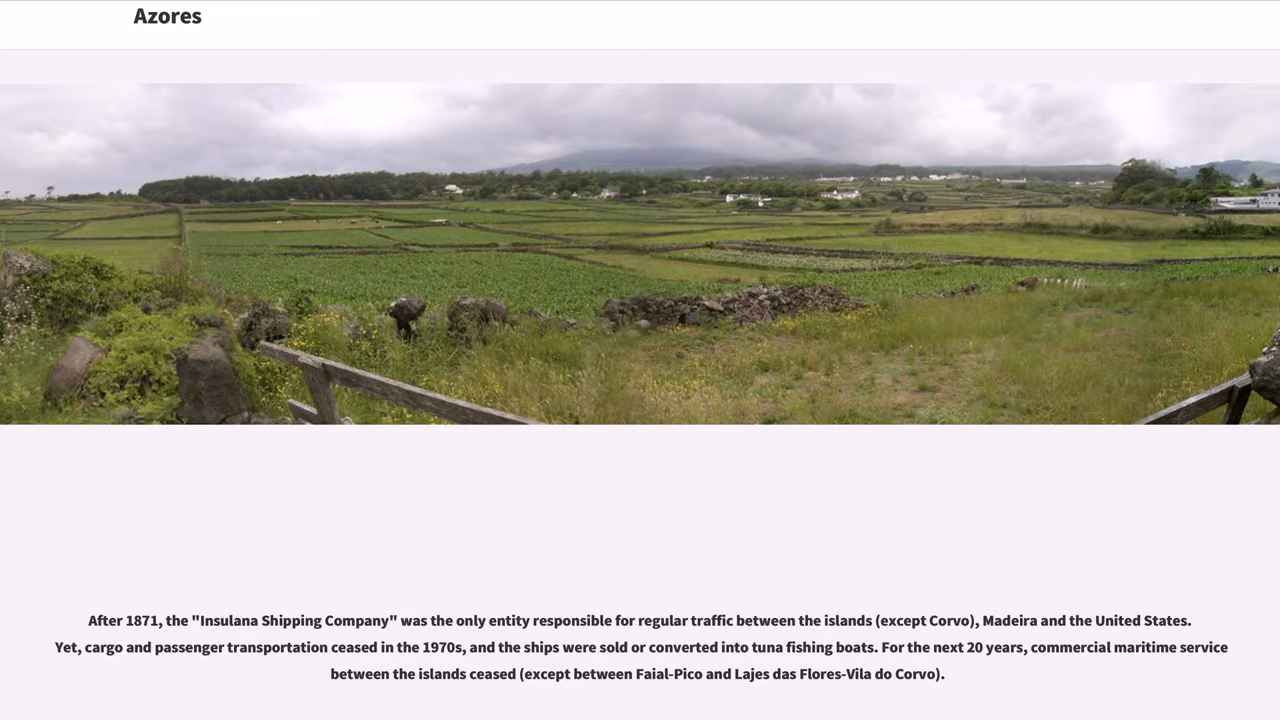 Azores
After 1871, the "Insulana Shipping Company" was the only entity responsible for regular traffic between the islands (except Corvo), Madeira and the United States.
Yet, cargo and passenger transportation ceased in the 1970s, and the ships were sold or converted into tuna fishing boats. For the next 20 years, commercial maritime service
between the islands ceased (except between Faial-Pico and Lajes das Flores-Vila do Corvo).